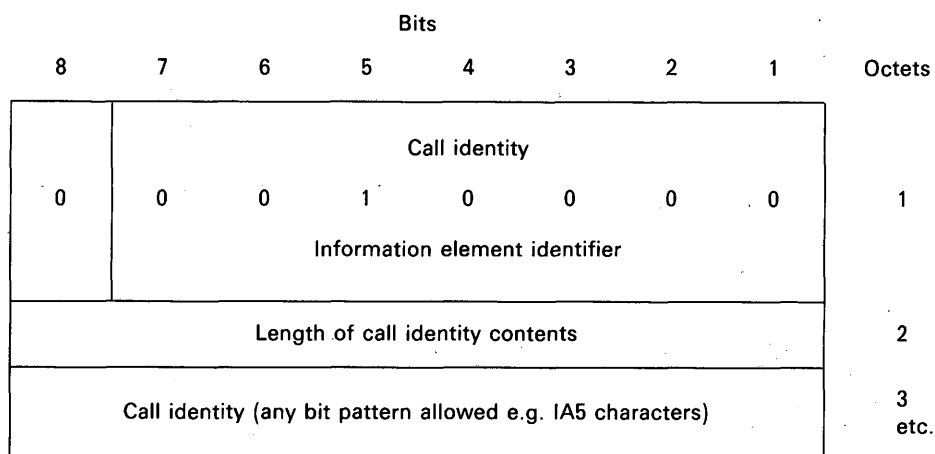 Bits
8 7 6 5 4 3 2 1 Octets
Call identity
0 0 0 1 0 0 0 0 1
Information element identifier
Length of call identity contents 2
Call identity (any bit pattern allowed e.g. IA5 characters) 3
etc.